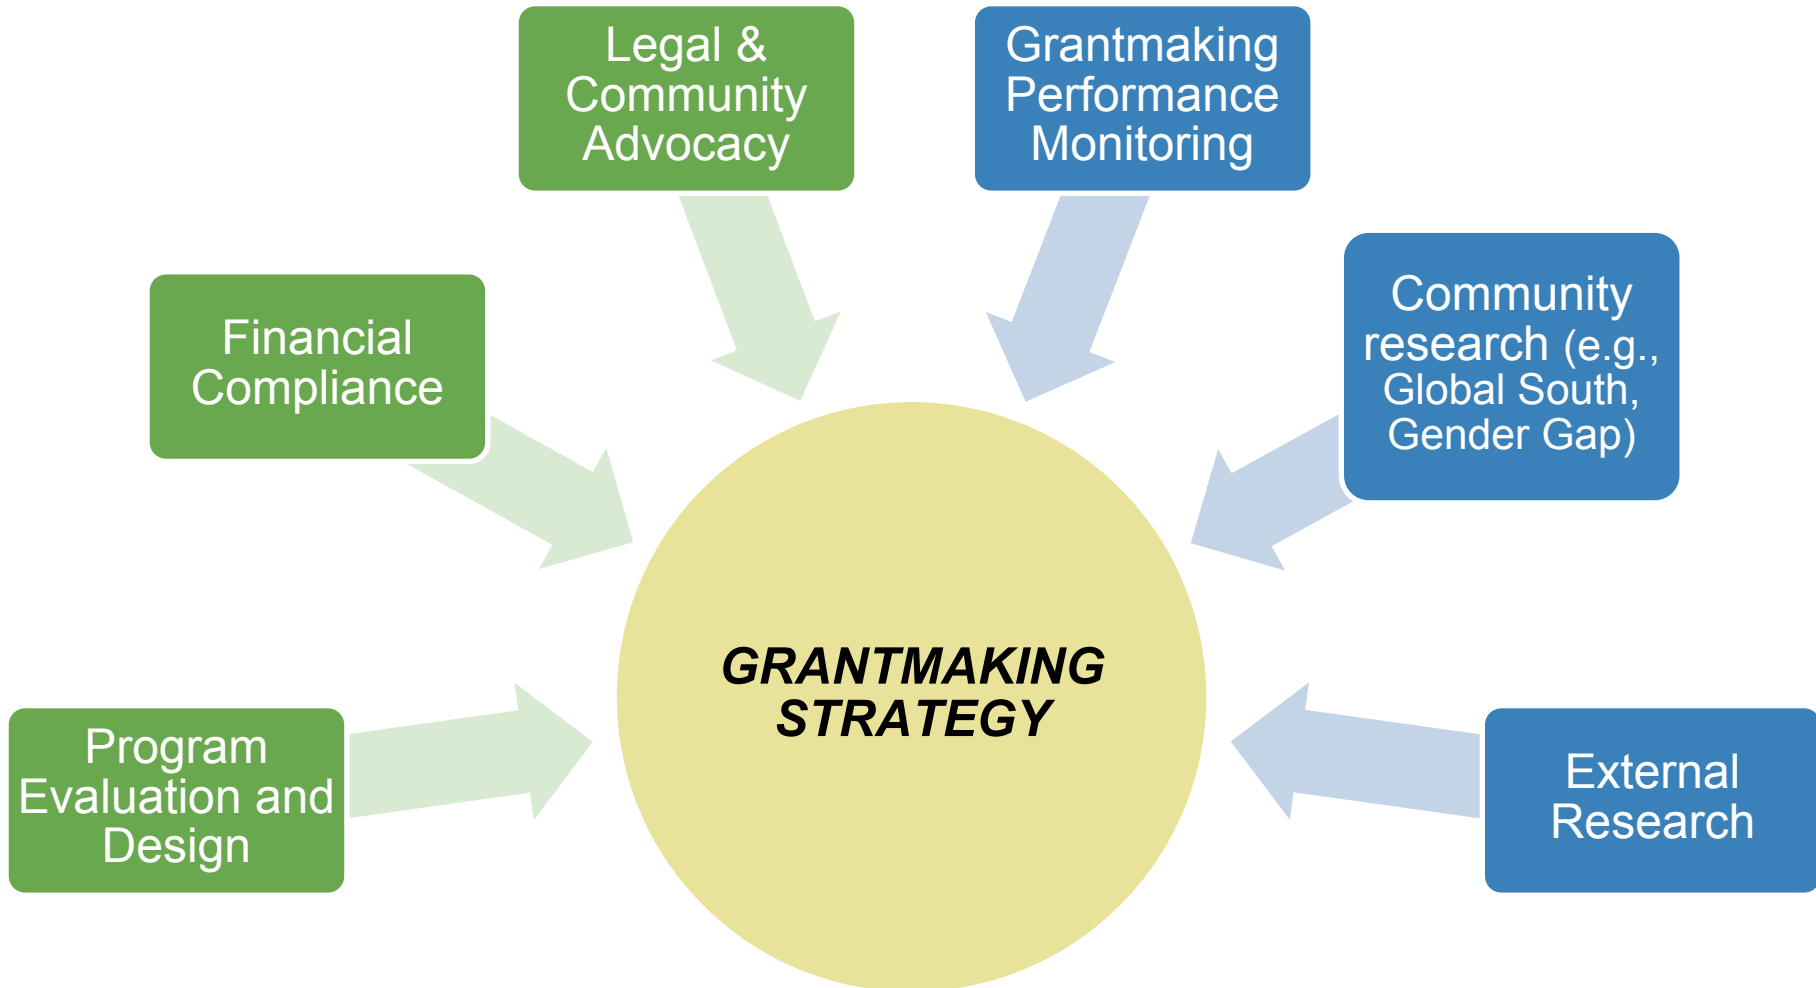 Legal &
Community
Advocacy
Grantmaking
Performance
Monitoring
Financial
Compliance
Community
research (e.g.,
Global South,
Gender Gap)
GRANTMAKING
STRATEGY
Program
Evaluation and
Design
External
Research